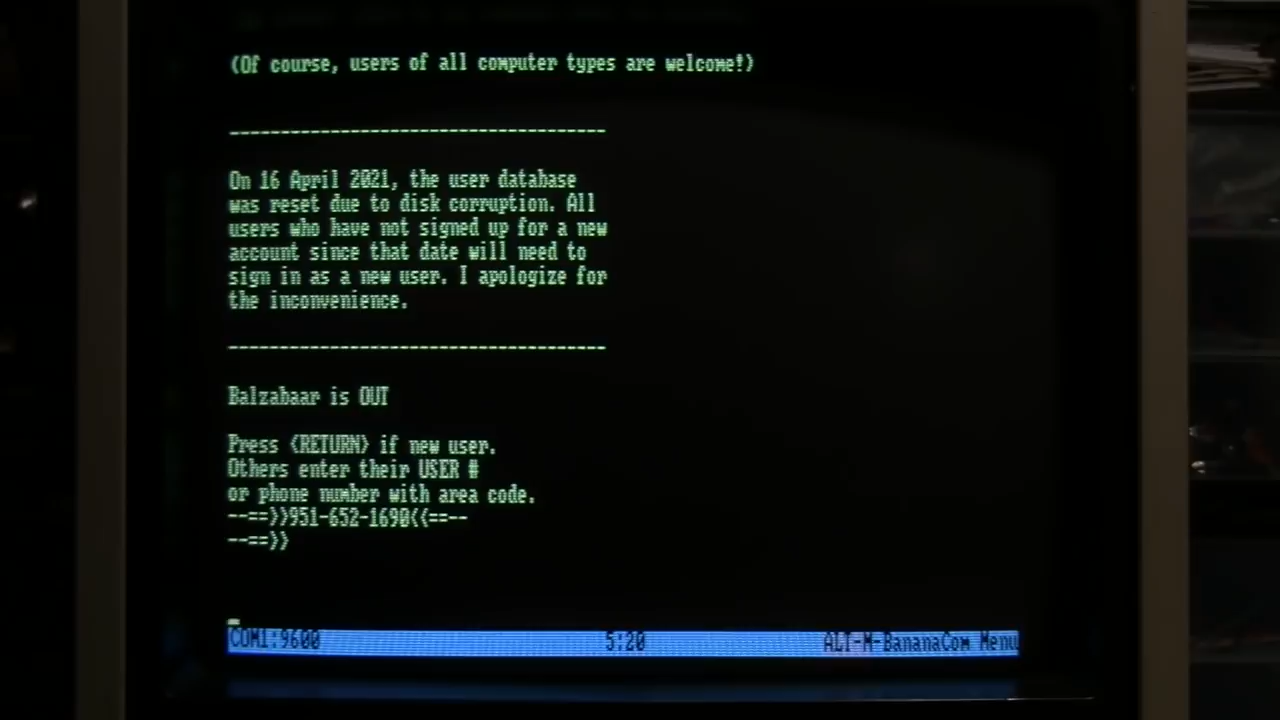 (Of course, users of all computer types are welcome!)
-------------------------------------
On 16 April 2021, the user database
was reset due to disk corruption. All
users who have not signed up for a new
account since that date will need to
sign in as a new user. I apologize for
the inconvenience.
-------------------------------------
Balzabaar is OUT
Press <RETURN> if new user.
Others enter their USER #
or phone number with area code.
--==>>951-652-1690<<==--
--==>>
COM1:9600 5:20 ALT-M-BananaCom Menu